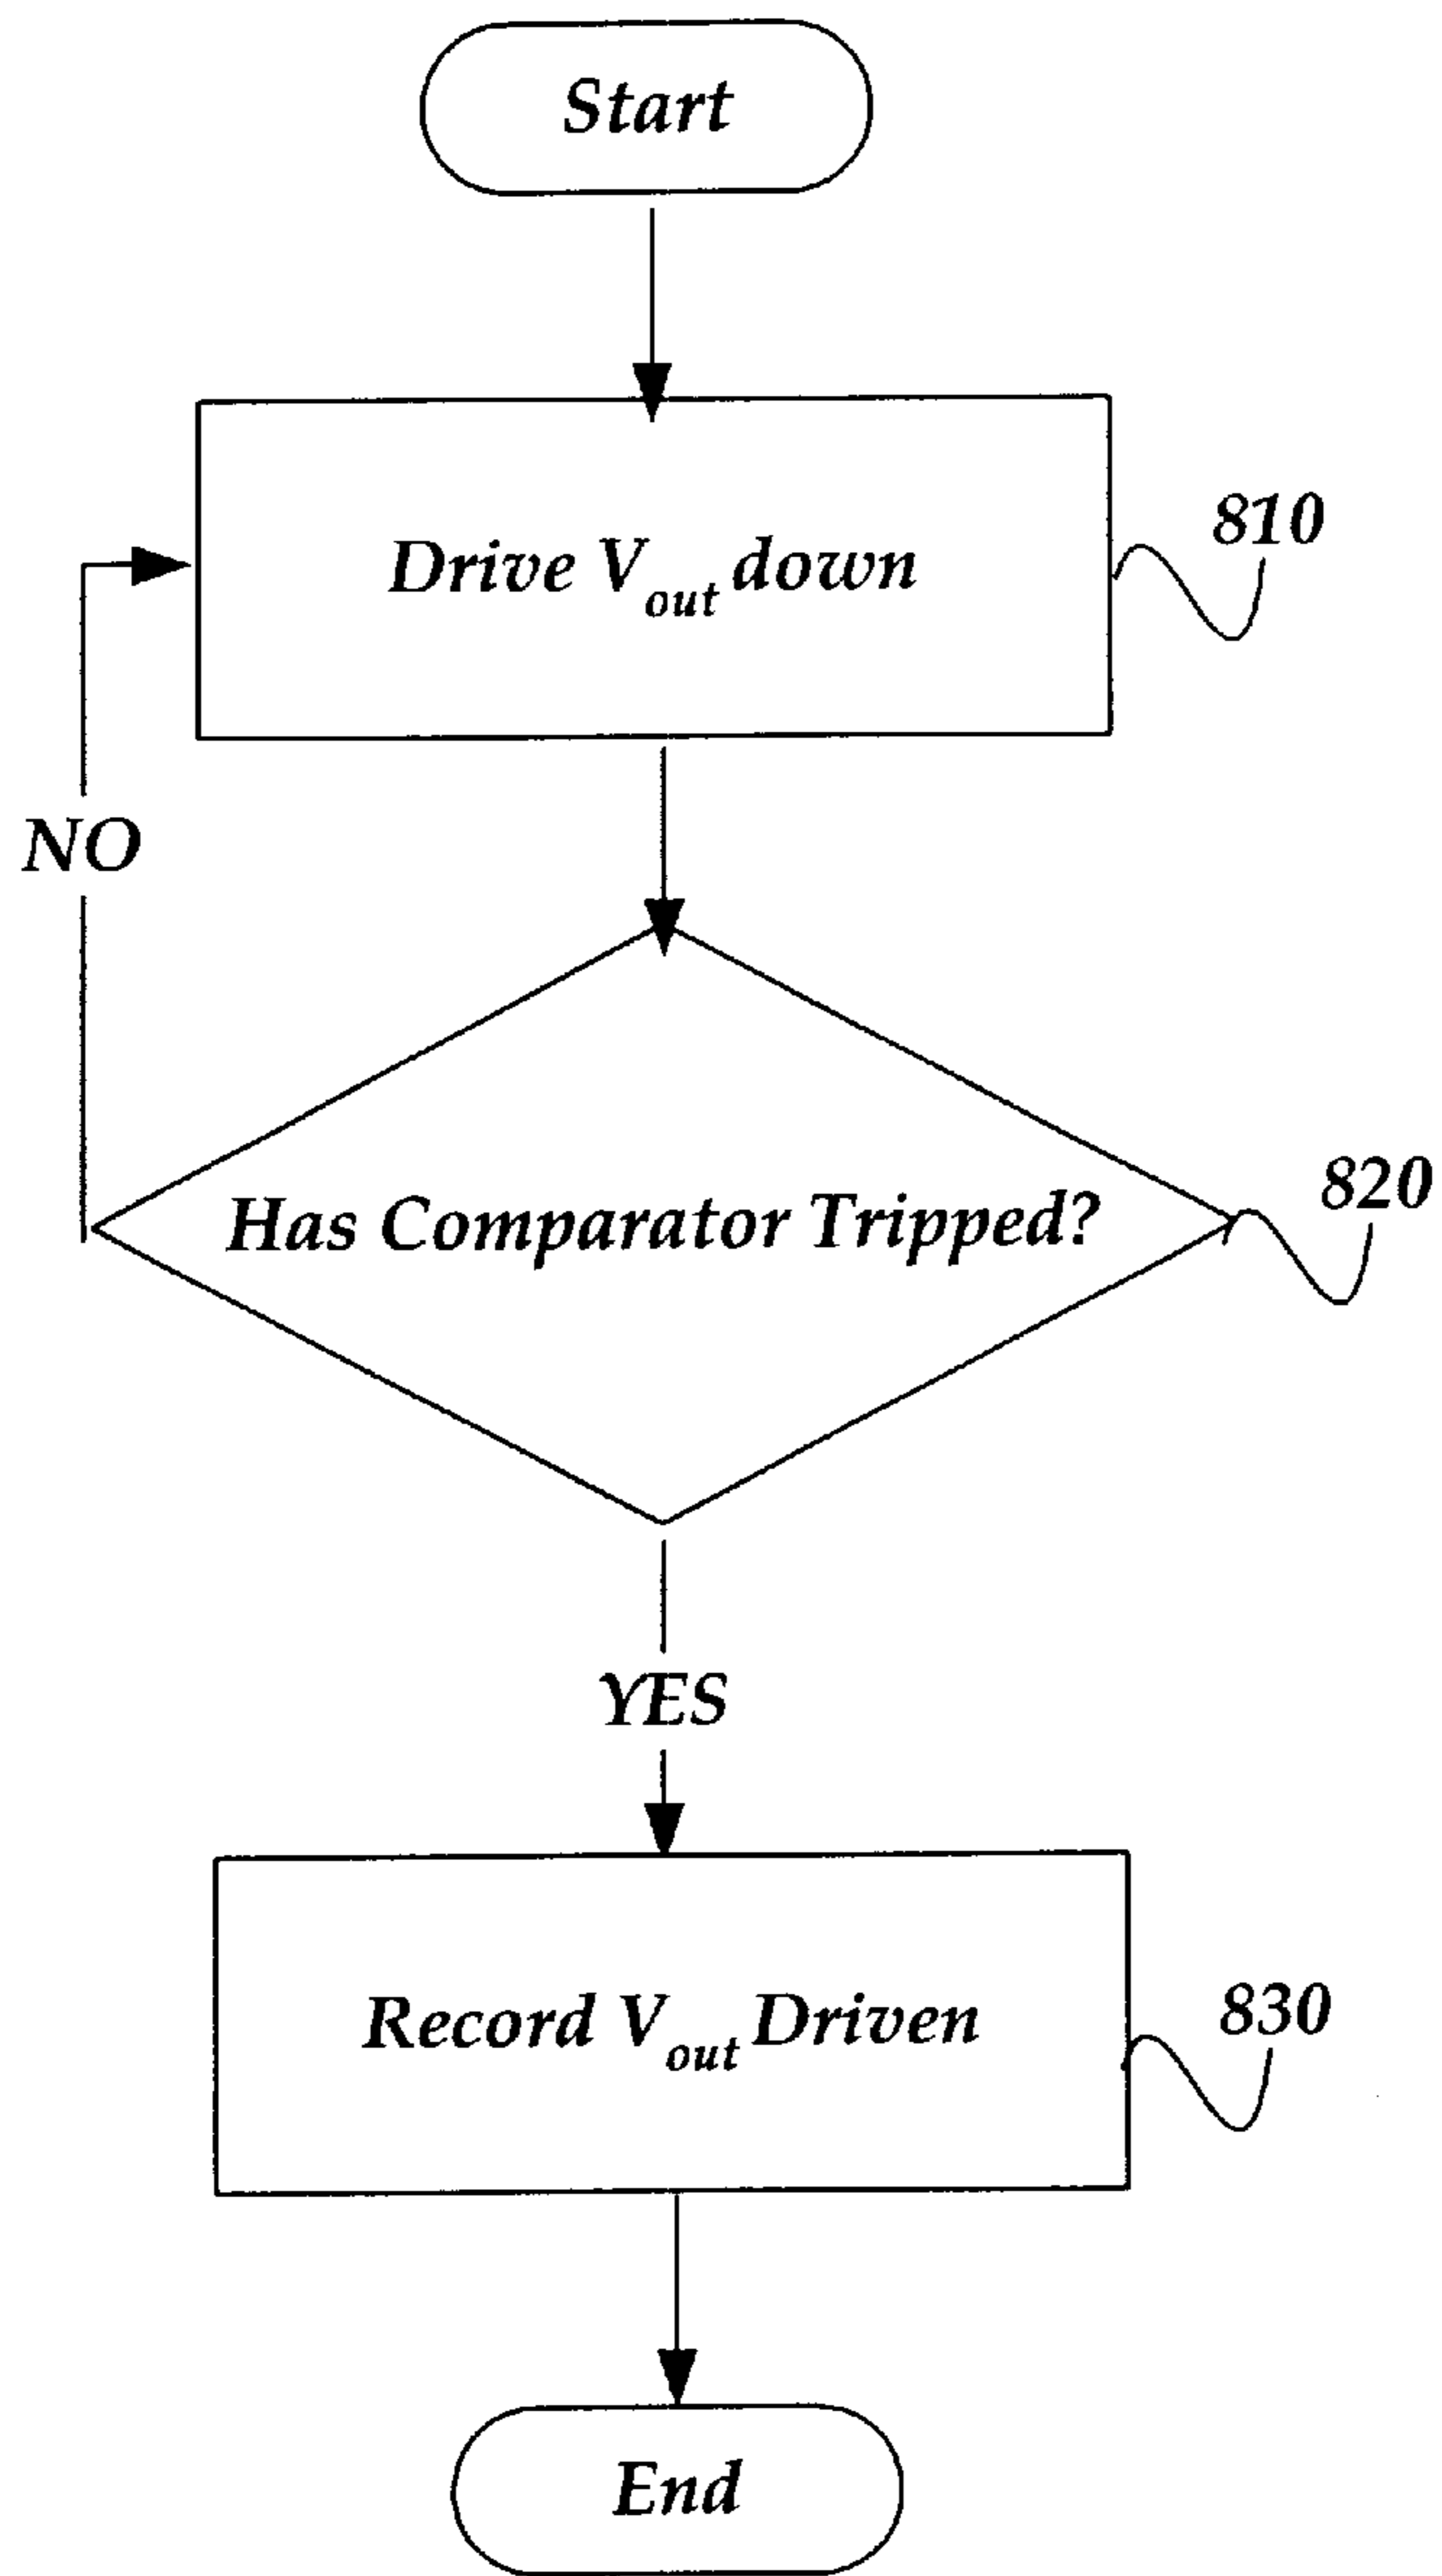 Start
Drive Vout down
810
NO
Has Comparator Tripped?
820
YES
Record Vout Driven
830
End